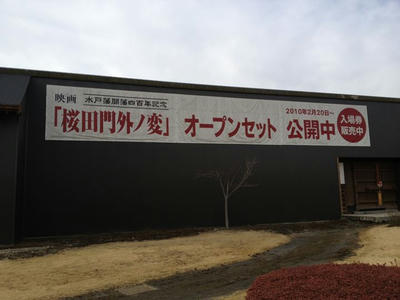 映画 水戸藩開藩四百年記念
「桜田門外ノ変」オープンセット
2010年2月20日~
公開中
入場券
販売中